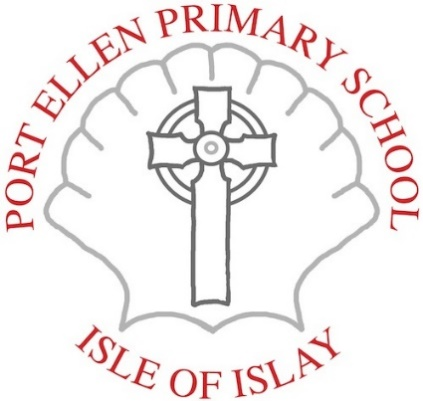 PORT ELLEN PRIMARY SCHOOL
ISLE OF ISLAY